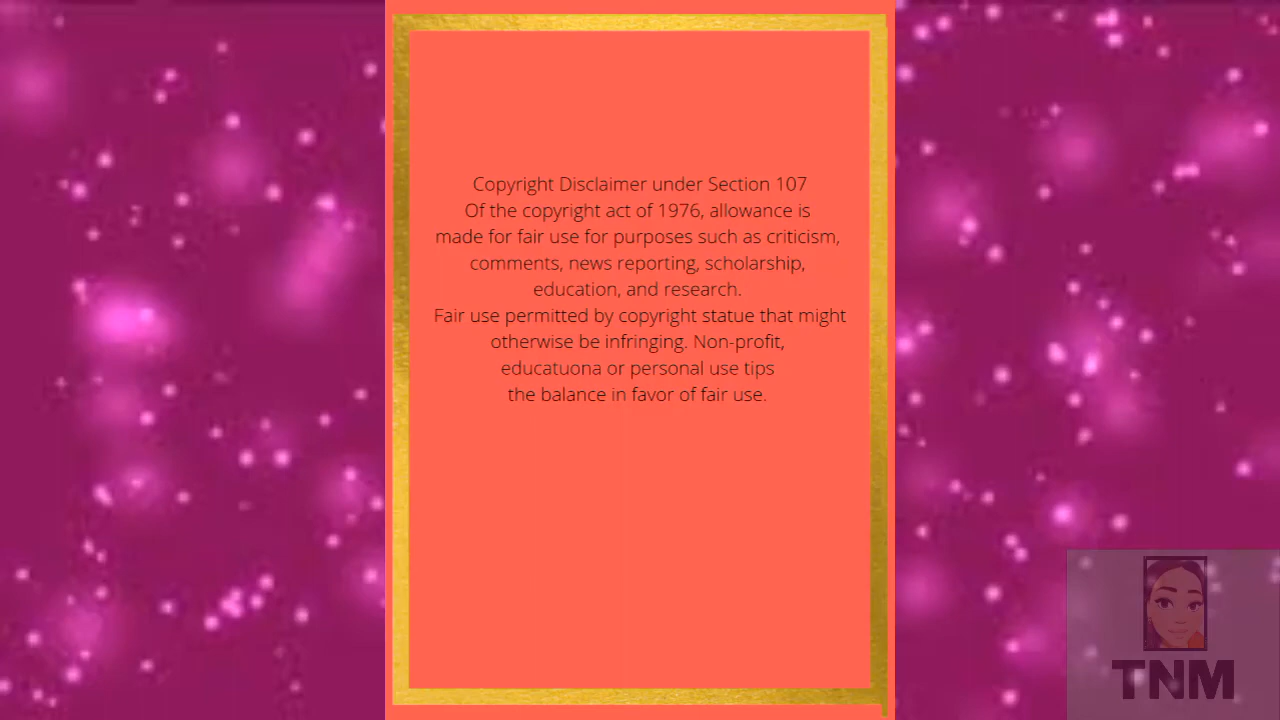 Copyright Disclaimer under Section 107
Of the copyright act of 1976, allowance is
made for fair use for purposes such as criticism,
comments, news reporting, scholarship,
education, and research.
Fair use permitted by copyright statue that might
otherwise be infringing. Non-profit,
educatuona or personal use tips
the balance in favor of fair use.
TNM